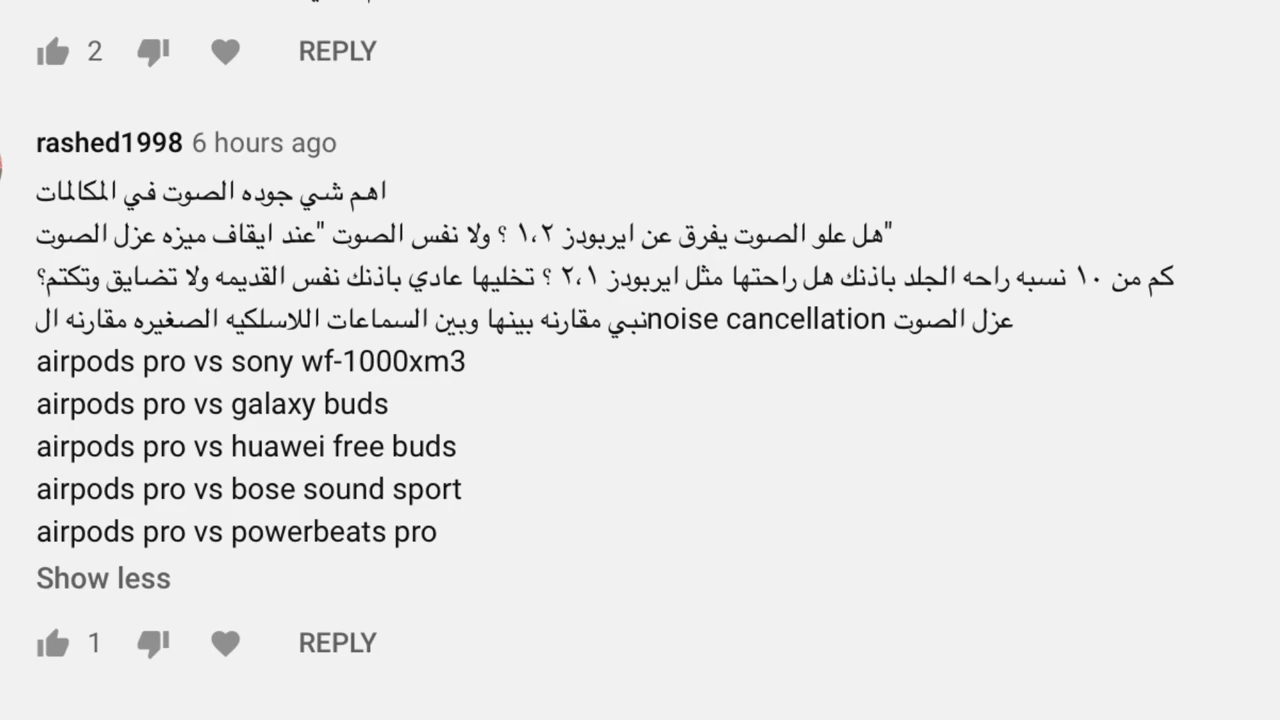 2 REPLY
rashed1998 6 hours ago
اهم شي جوده الصوت في المكالمات
هل علو الصوت يفرق عن ايربودز ١،٢ ؟ ولا نفس الصوت "عند ايقاف ميزه عزل الصوت"
كم من ١٠ نسبه راحه الجلد باذنك هل راحتها مثل ايربودز ٢،١ ؟ تخليها عادي باذنك نفس القديمه ولا تضايق وتكتم؟
نبي مقارنه بينها وبين السماعات اللاسلكيه الصغيره مقارنه الnoise cancellation عزل الصوت
airpods pro vs sony wf-1000xm3
airpods pro vs galaxy buds
airpods pro vs huawei free buds
airpods pro vs bose sound sport
airpods pro vs powerbeats pro
Show less
1 REPLY